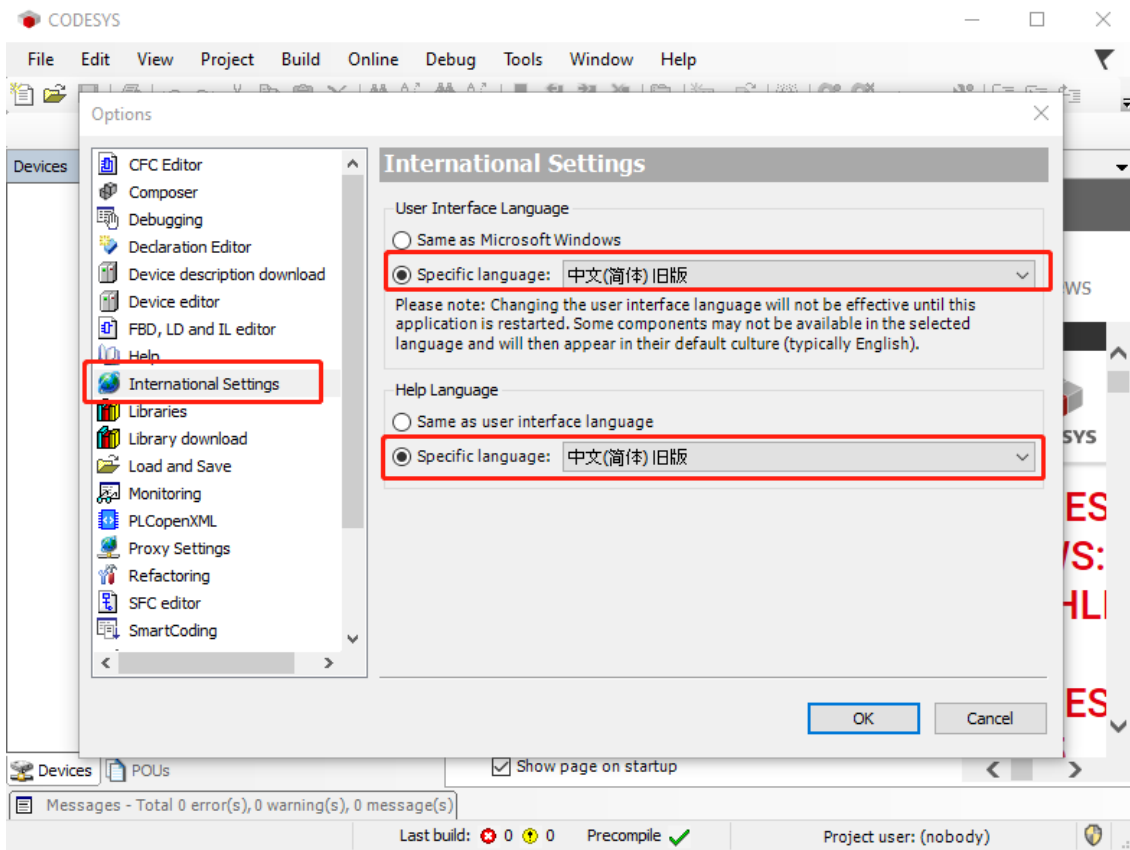 CODESYS
File Edit View Project Build Online Debug Tools Window Help
Options
Devices
CFC Editor
Composer
Debugging
Declaration Editor
Device description download
Device editor
FBD, LD and IL editor
Help
International Settings
Libraries
Library download
Load and Save
Monitoring
PLCopenXML
Proxy Settings
Refactoring
SFC editor
SmartCoding
International Settings
User Interface Language
Same as Microsoft Windows
Specific language: 中文(简体) 旧版
Please note: Changing the user interface language will not be effective until this
application is restarted. Some components may not be available in the selected
language and will then appear in their default culture (typically English).
Help Language
Same as user interface language
Specific language: 中文(简体) 旧版
OK Cancel
ws
SYS
ES
/S:
ES
Devices POUs
Show page on startup
Messages - Total 0 error(s), 0 warning(s), 0 message(s)
Last build: 0 0 Precompile Project user: (nobody)